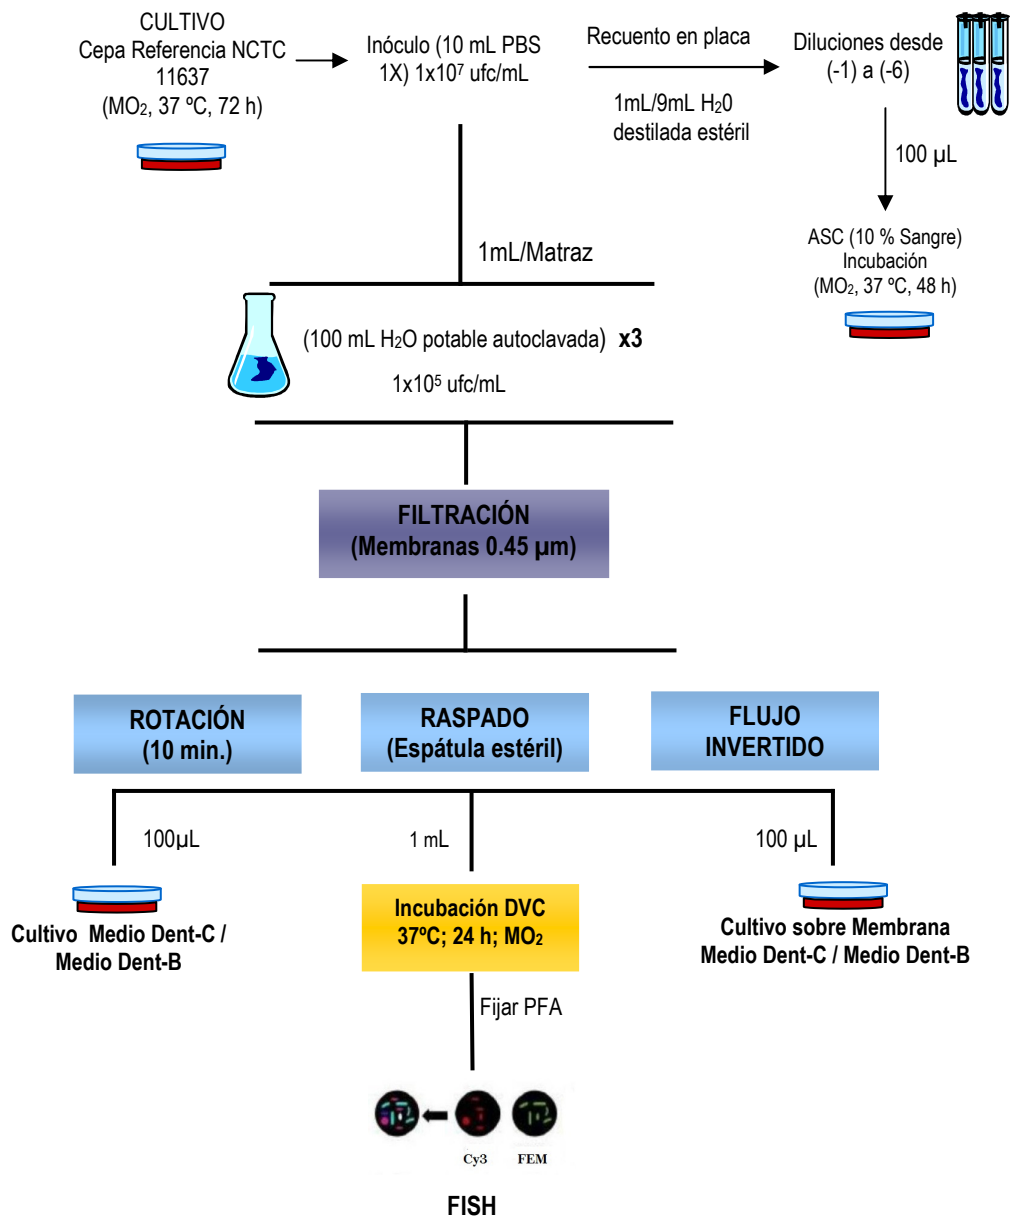 CULTIVO
Cepa Referencia NCTC
11637
(MO₂, 37 ºC, 72 h)
Inóculo (10 mL PBS
1X) 1x10⁷ ufc/mL
Recuento en placa
1mL/9mL H₂0
destilada estéril
Diluciones desde
(-1) a (-6)
100 µL
ASC (10 % Sangre)
Incubación
(MO₂, 37 ºC, 48 h)
1mL/Matraz
(100 mL H₂O potable autoclavada) x3
1x10⁵ ufc/mL
FILTRACIÓN
(Membranas 0.45 µm)
ROTACIÓN
(10 min.)
RASPADO
(Espátula estéril)
FLUJO
INVERTIDO
100µL
1 mL
100 µL
Cultivo Medio Dent-C /
Medio Dent-B
Incubación DVC
37ºC; 24 h; MO₂
Cultivo sobre Membrana
Medio Dent-C / Medio Dent-B
Fijar PFA
Cy3 FEM
FISH